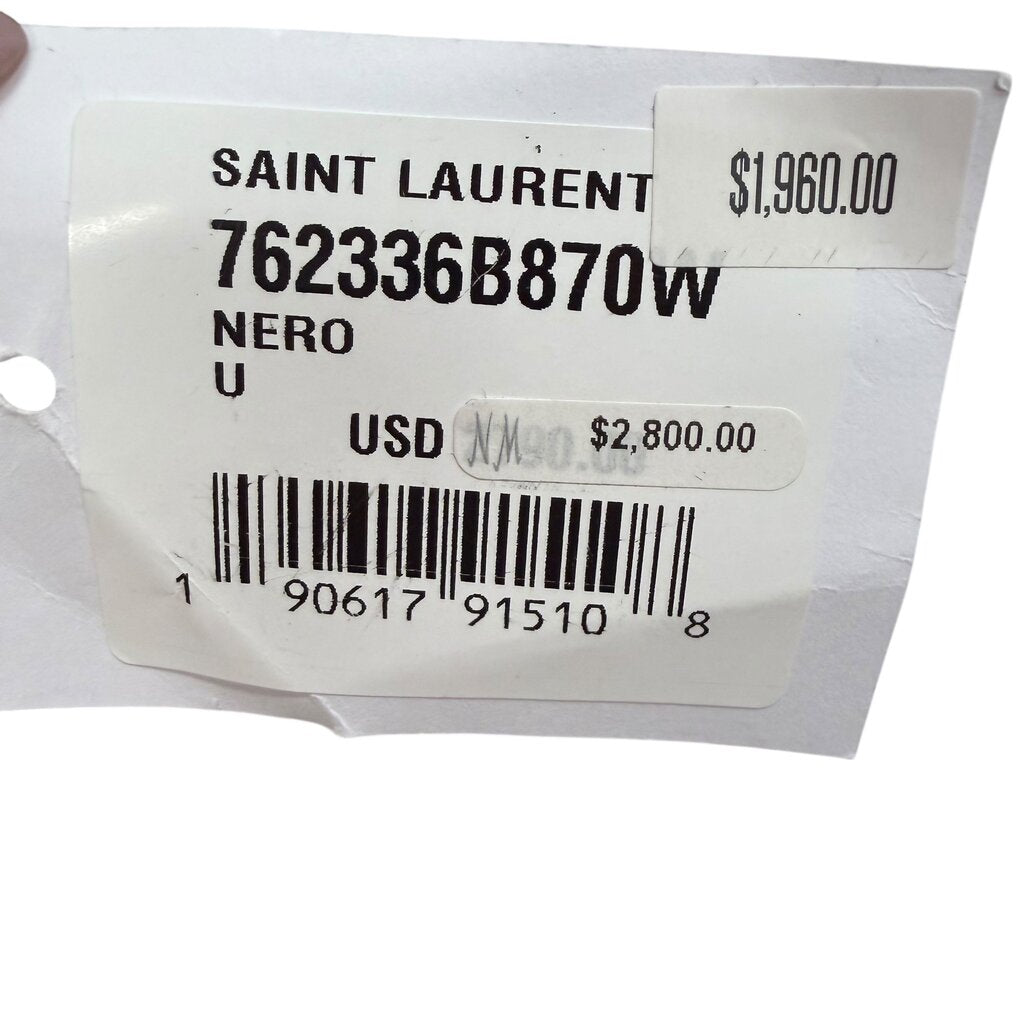 SAINT LAURENT
$1,960.00
762336B870W
NERO
U
USD NM $2,800.00
1 90617 91510 8